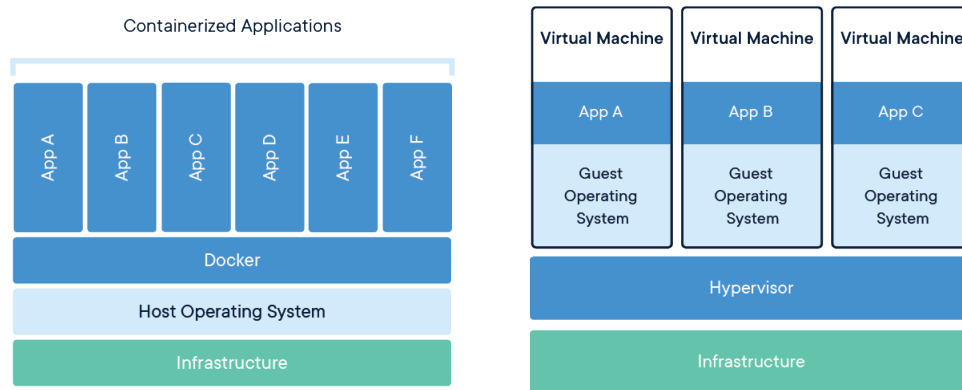 Containerized Applications
App A
App B
App C
App D
App E
App F
Docker
Host Operating System
Infrastructure
Virtual Machine
App A
Guest
Operating
System
Virtual Machine
App B
Guest
Operating
System
Virtual Machine
App C
Guest
Operating
System
Hypervisor
Infrastructure